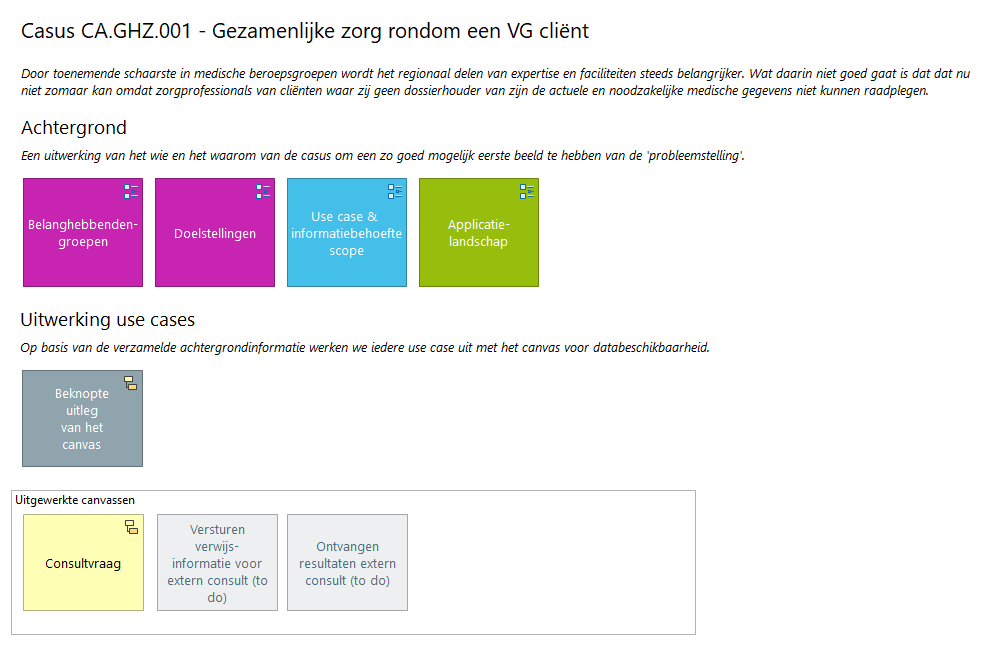 Casus CA.GHZ.001 - Gezamenlijke zorg rondom een VG cliënt
Door toenemende schaarste in medische beroepsgroepen wordt het regionaal delen van expertise en faciliteiten steeds belangrijker. Wat daarin niet goed gaat is dat dat nu
niet zomaar kan omdat zorgprofessionals van cliënten waar zij geen dossierhouder van zijn de actuele en noodzakelijke medische gegevens niet kunnen raadplegen.
Achtergrond
Een uitwerking van het wie en het waarom van de casus om een zo goed mogelijk eerste beeld te hebben van de 'probleemstelling'.
Belanghebbenden-
groepen
Doelstellingen
Use case &
informatiebehoefte
scope
Applicatie-
landschap
Uitwerking use cases
Op basis van de verzamelde achtergrondinformatie werken we iedere use case uit met het canvas voor databeschikbaarheid.
Beknopte
uitleg
van het
canvas
Uitgewerkte canvassen
Consultvraag
Versturen
verwijs-
informatie voor
extern consult (to
do)
Ontvangen
resultaten extern
consult (to do)